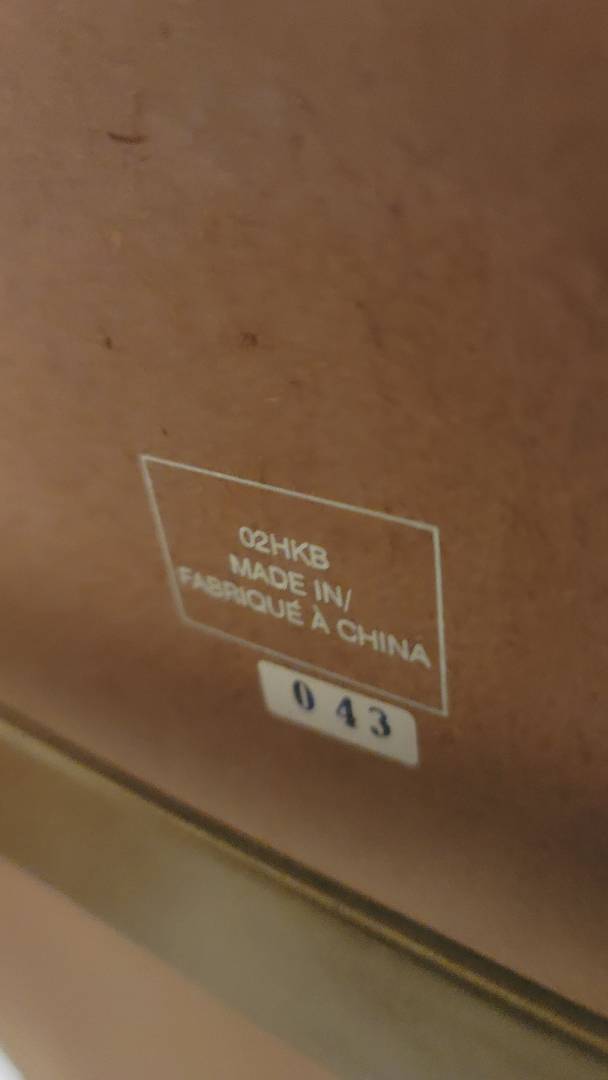 02HKB
MADE IN/
FABRIQUÉ À CHINA
043